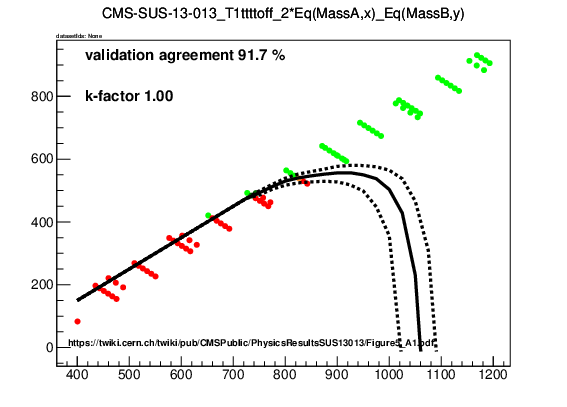 CMS-SUS-13-013_T1ttttoff_2*Eq(MassA,x)_Eq(MassB,y)
datasetIds: None
validation agreement 91.7 %
k-factor 1.00
800
600
400
200
0
https://twiki.cern.ch/twiki/pub/CMSPublic/PhysicsResultsSUS13013/Figure5_A1.pdf
400 500 600 700 800 900 1000 1100 1200